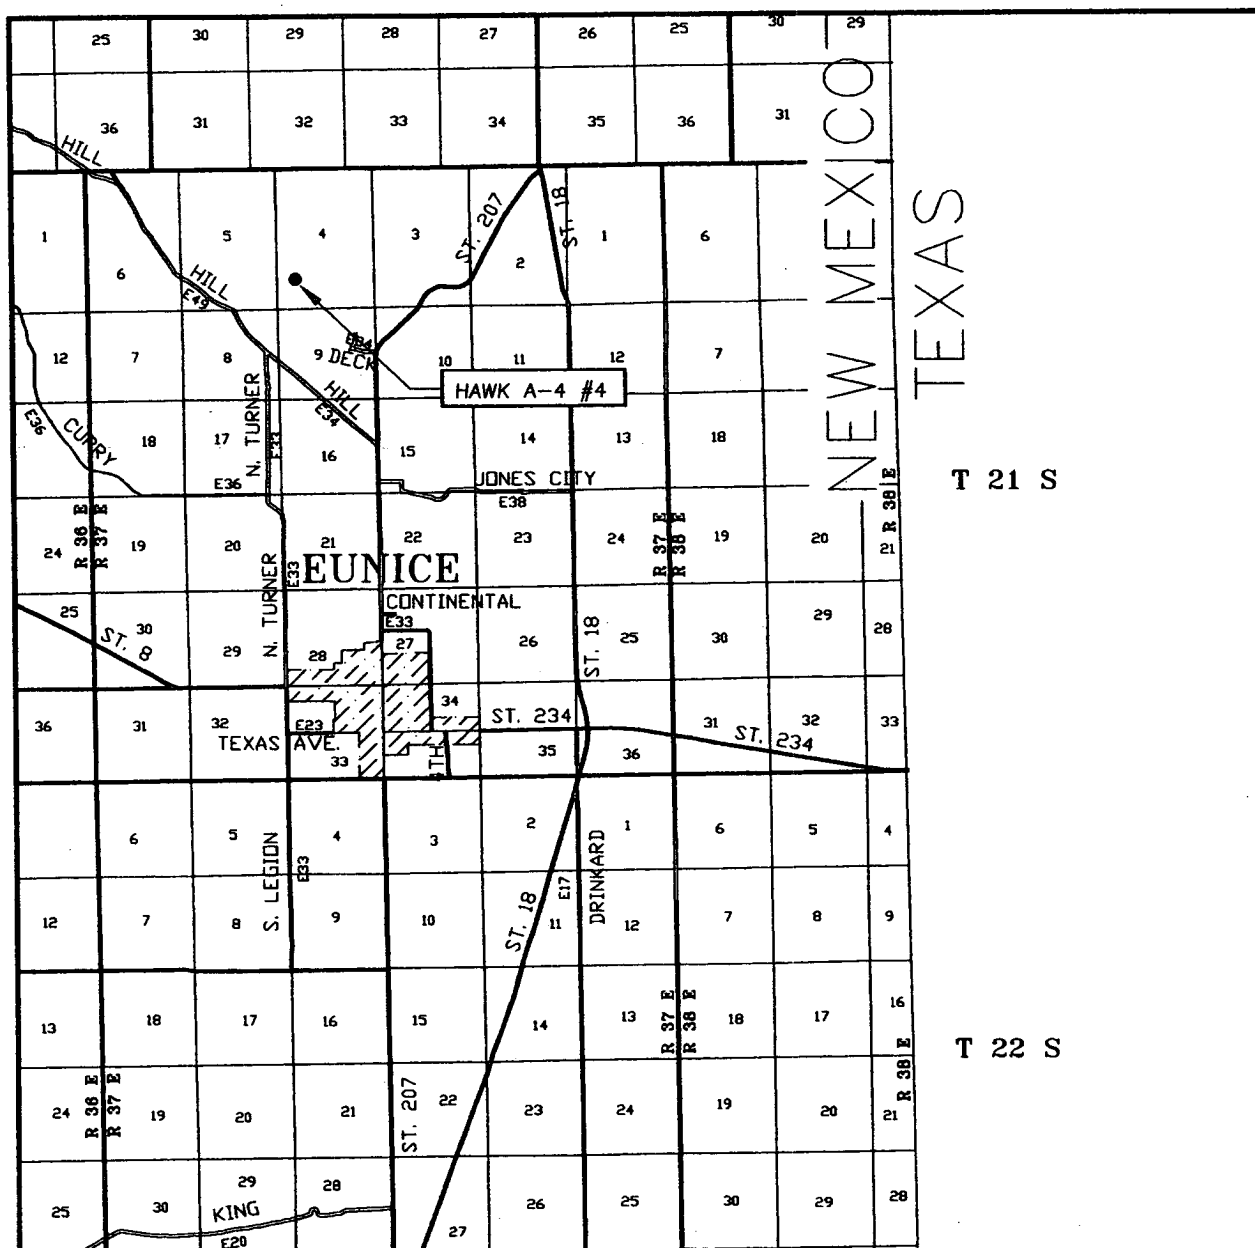 25 30 29 28 27 26 25 30 29
36 31 32 33 34 35 36 31
HILL
NEW MEXICO
TEXAS
ST. 207
ST. 18
1 6 5 4 3 2 1 6
HILL
E49
E34
12 7 8 9 DECK 10 11 12 7
HAWK A-4 #4
N. TURNER
E33
HILL
E34
E36
CURRY
18 17 16 15 14 13 18
E36
JONES CITY
E38
T 21 S
R 36 E
R 37 E
R 37 E
R 38 E
R 38 E
24 19 20 21 22 23 24 19 20 21
EUNICE
N. TURNER
E33
CONTINENTAL
E33
25 30 29 28 27 26 25 30 29 28
ST. 8
ST. 18
36 31 32 33 34 35 36 31 32 33
E23
TEXAS AVE.
ST. 234
ST. 234
4TH
6 5 4 3 2 1 6 5 4
S. LEGION
E33
ST. 18
E17
DRINKARD
12 7 8 9 10 11 12 7 8 9
13 18 17 16 15 14 13 18 17 16
R 37 E
R 38 E
R 38 E
T 22 S
R 36 E
R 37 E
24 19 20 21 22 23 24 19 20 21
ST. 207
25 30 29 28 27 26 25 30 29 28
KING
E20